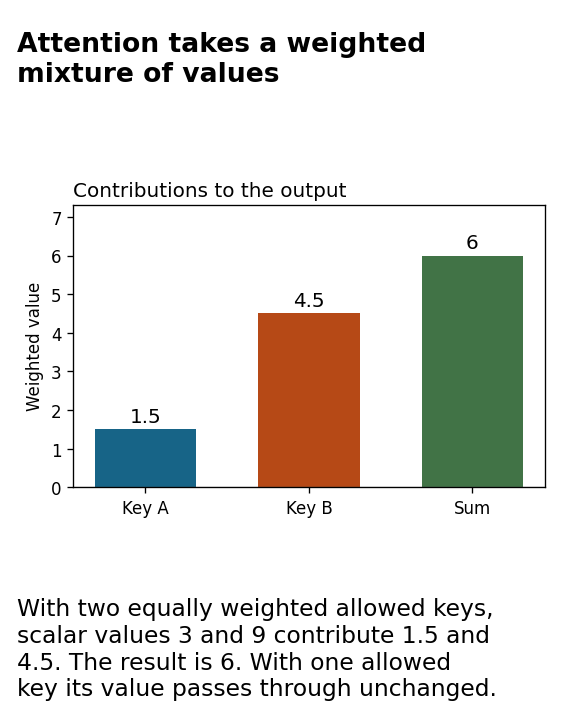 Attention takes a weighted
mixture of values
Contributions to the output
Weighted value
7
6
5
4
3
2
1
0
1.5
4.5
6
Key A
Key B
Sum
With two equally weighted allowed keys,
scalar values 3 and 9 contribute 1.5 and
4.5. The result is 6. With one allowed
key its value passes through unchanged.